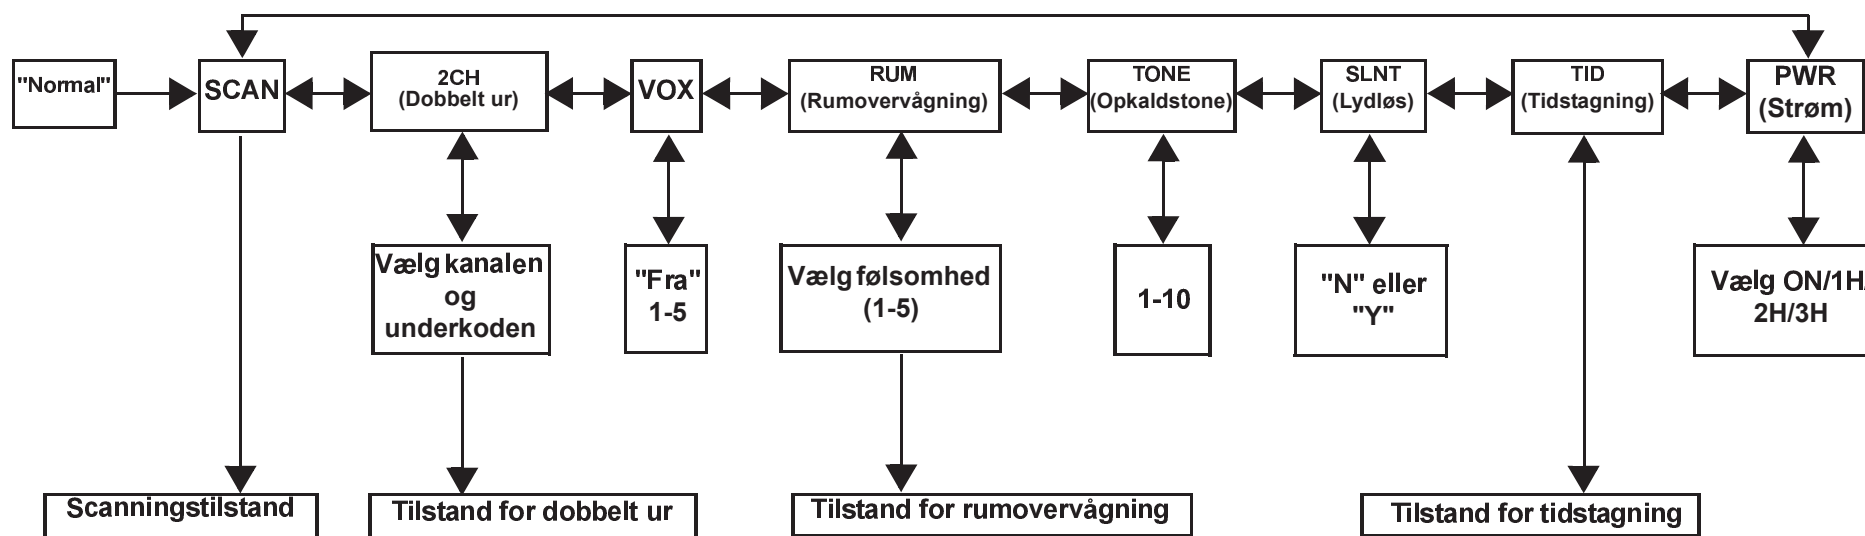 "Normal"
SCAN
2CH
(Dobbelt ur)
VOX
RUM
(Rumovervågning)
TONE
(Opkaldstone)
SLNT
(Lydløs)
TID
(Tidstagning)
PWR
(Strøm)
Vælg kanalen
og
underkoden
"Fra"
1-5
Vælg følsomhed
(1-5)
1-10
"N" eller
"Y"
Vælg ON/1H/
2H/3H
Scanningstilstand
Tilstand for dobbelt ur
Tilstand for rumovervågning
Tilstand for tidstagning